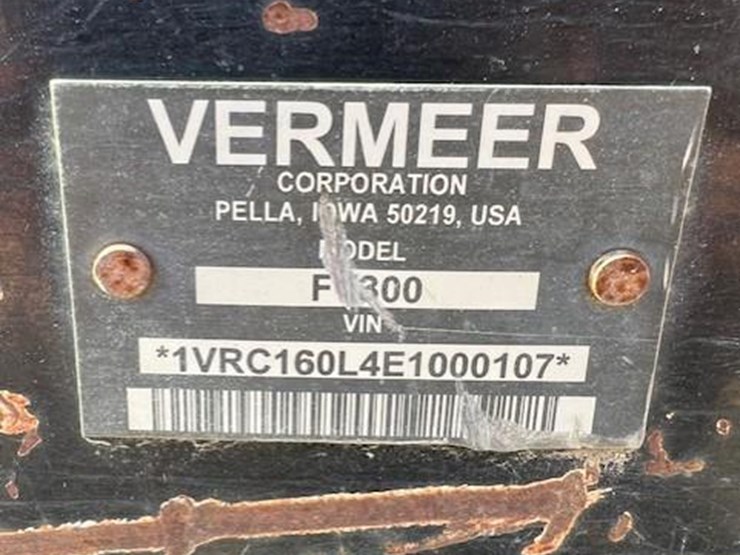 VERMEER
CORPORATION
PELLA, IOWA 50219, USA
MODEL
VIN
*1VRC160L4E1000107*